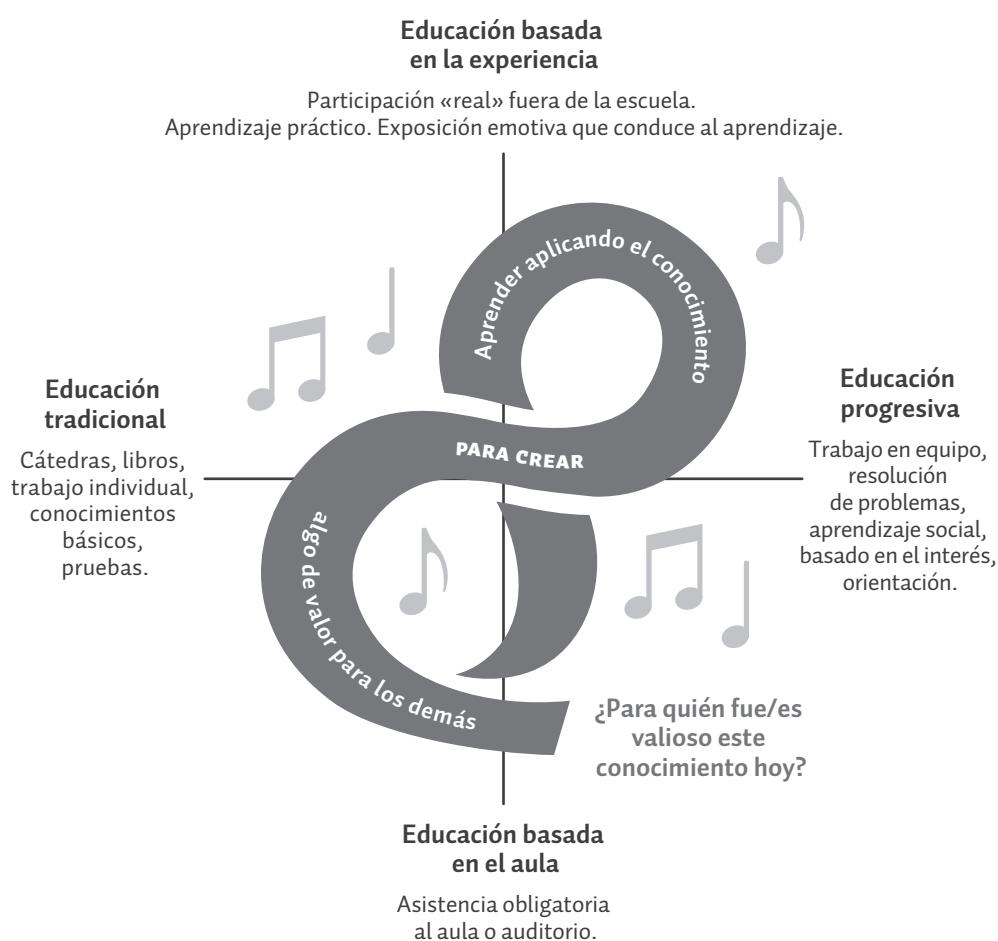 Educación basada
en la experiencia
Participación «real» fuera de la escuela.
Aprendizaje práctico. Exposición emotiva que conduce al aprendizaje.
Aprender aplicando el conocimiento
PARA CREAR
algo de valor para los demás
Educación
tradicional
Cátedras, libros,
trabajo individual,
conocimientos
básicos,
pruebas.
Educación
progresiva
Trabajo en equipo,
resolución
de problemas,
aprendizaje social,
basado en el interés,
orientación.
¿Para quién fue/es
valioso este
conocimiento hoy?
Educación basada
en el aula
Asistencia obligatoria
al aula o auditorio.